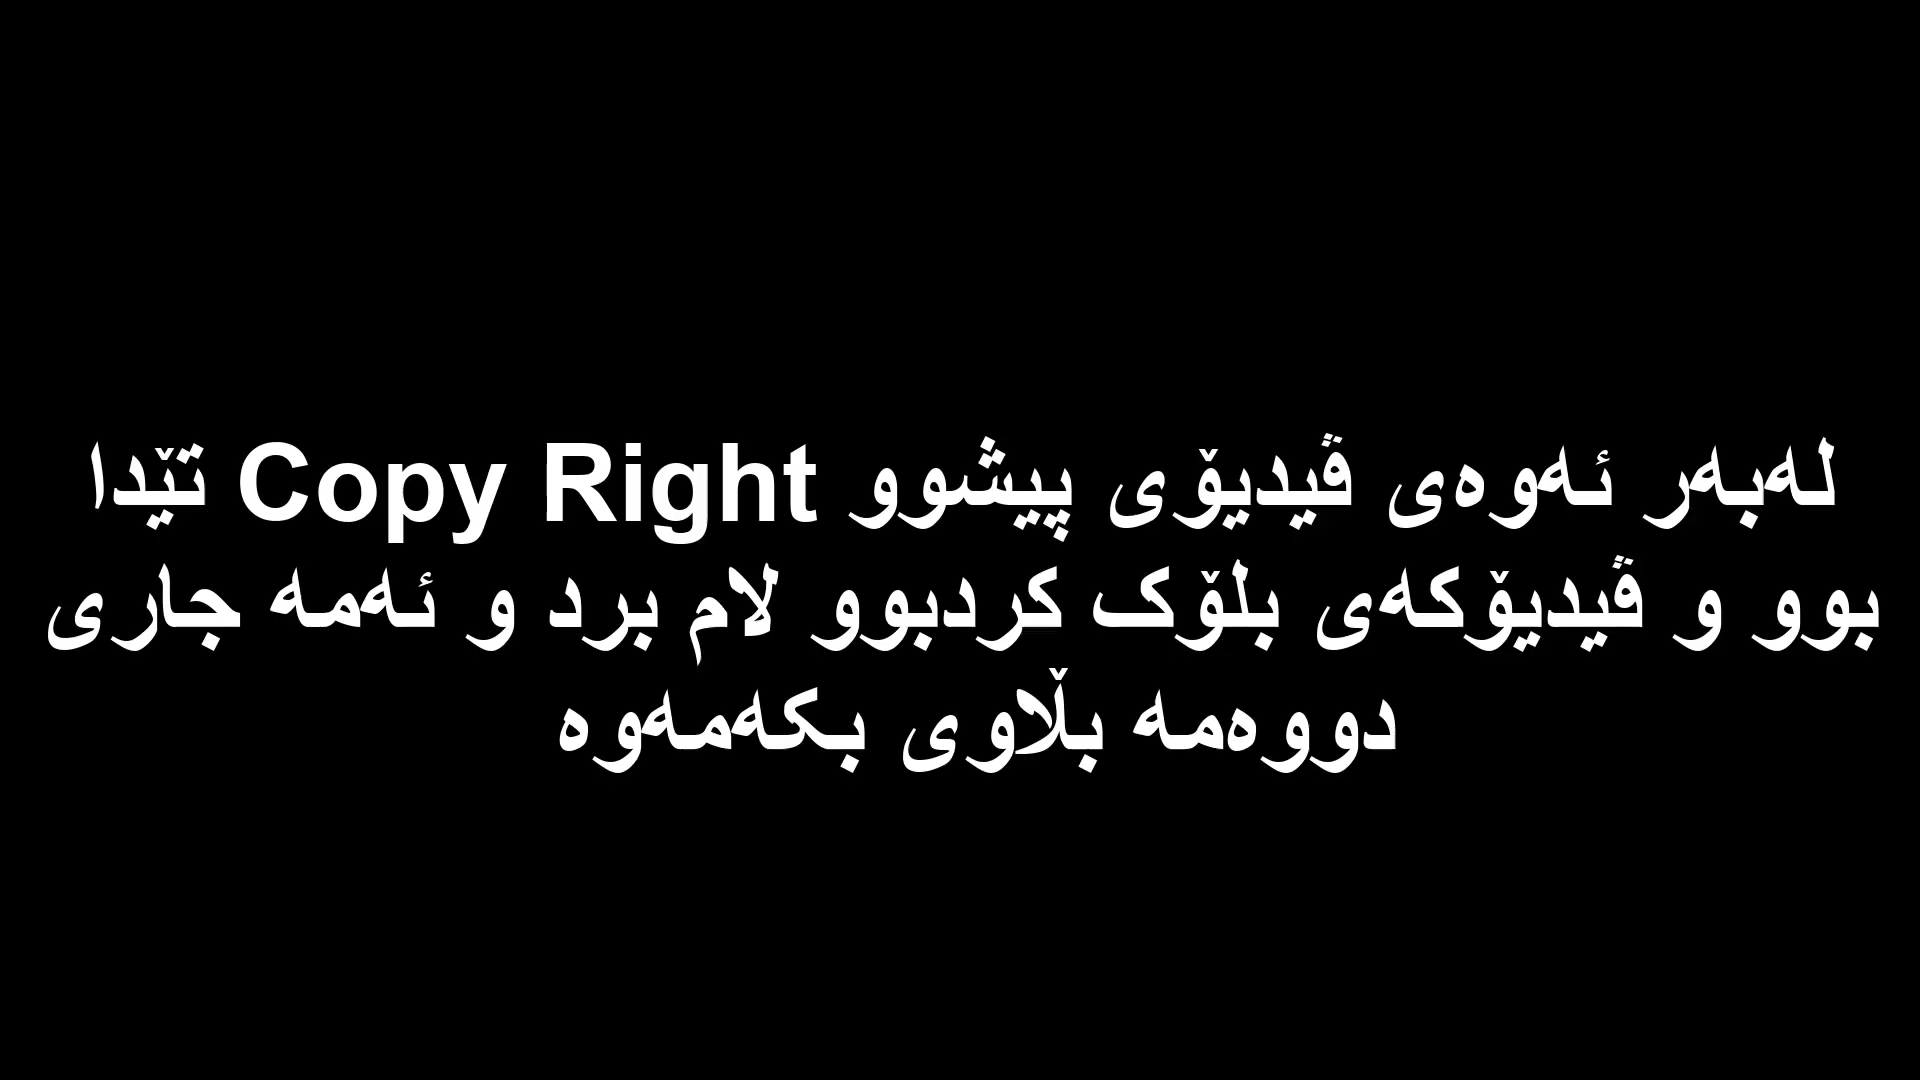 لەبەر ئەوەی ڤیدیۆی پیشوو Copy Right تێدا
بوو و ڤیدیۆکەی بلۆک کردبوو لام برد و ئەمە جاری
دووەمە بڵاوی بکەمەوە